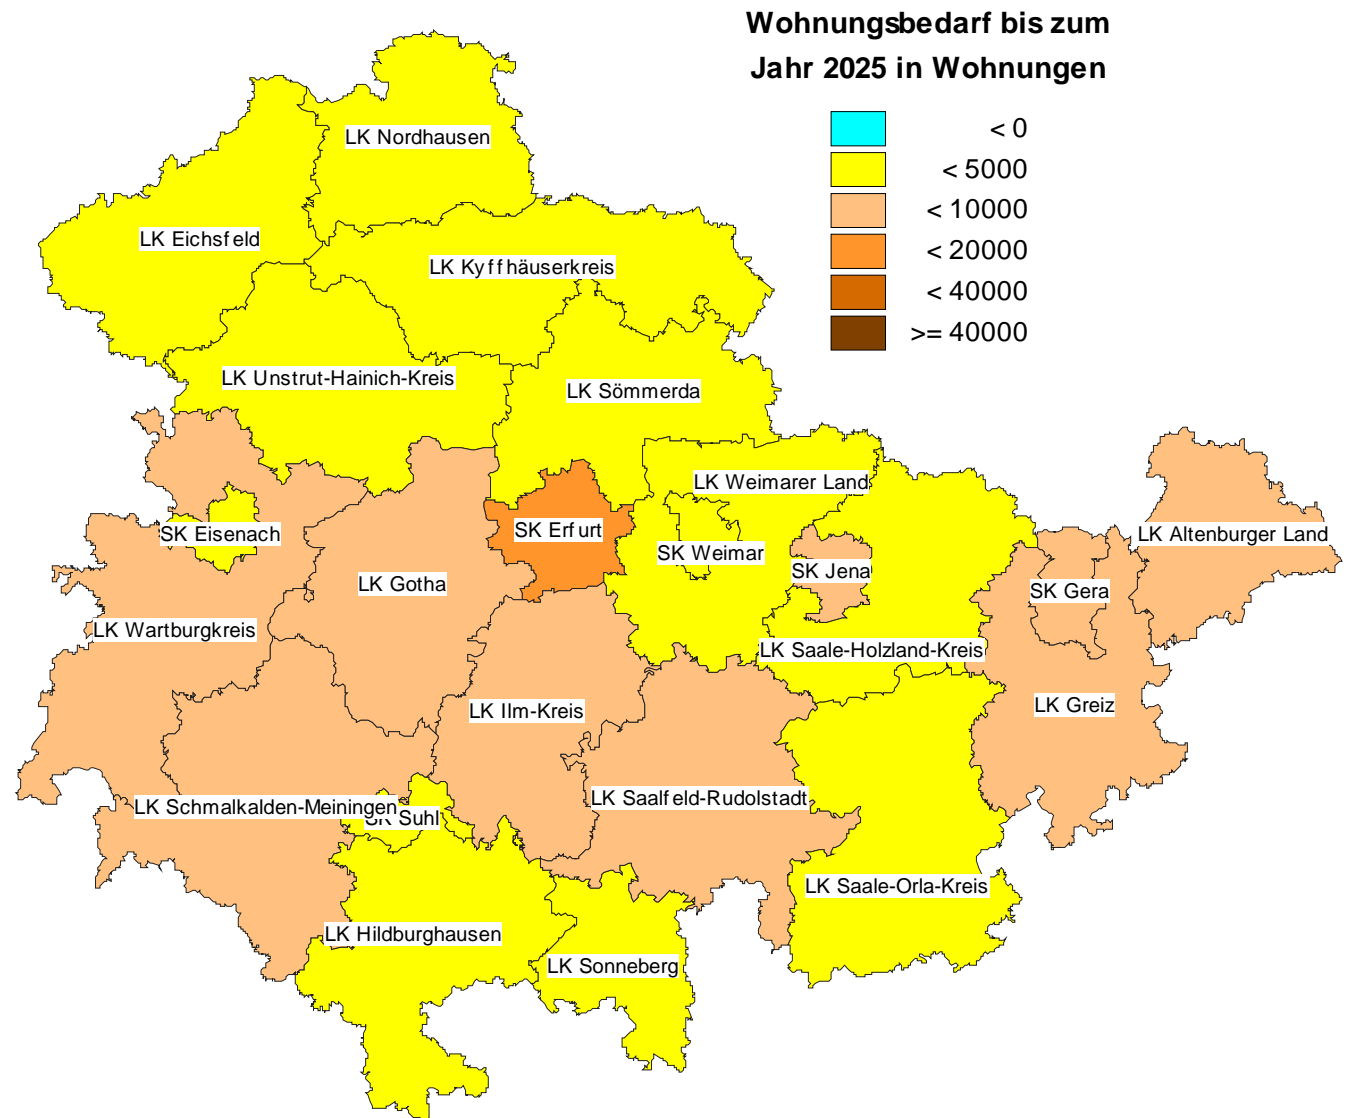 Wohnungsbedarf bis zum
Jahr 2025 in Wohnungen
< 0
< 5000
< 10000
< 20000
< 40000
>= 40000
LK Nordhausen
LK Eichsfeld
LK Kyffhäuserkreis
LK Unstrut-Hainich-Kreis
LK Sömmerda
LK Weimarer Land
SK Eisenach
SK Erfurt
SK Weimar
LK Altenburger Land
LK Gotha
SK Jena
SK Gera
LK Wartburgkreis
LK Saale-Holzland-Kreis
LK Ilm-Kreis
LK Greiz
LK Schmalkalden-Meiningen
SK Suhl
LK Saalfeld-Rudolstadt
LK Saale-Orla-Kreis
LK Hildburghausen
LK Sonneberg